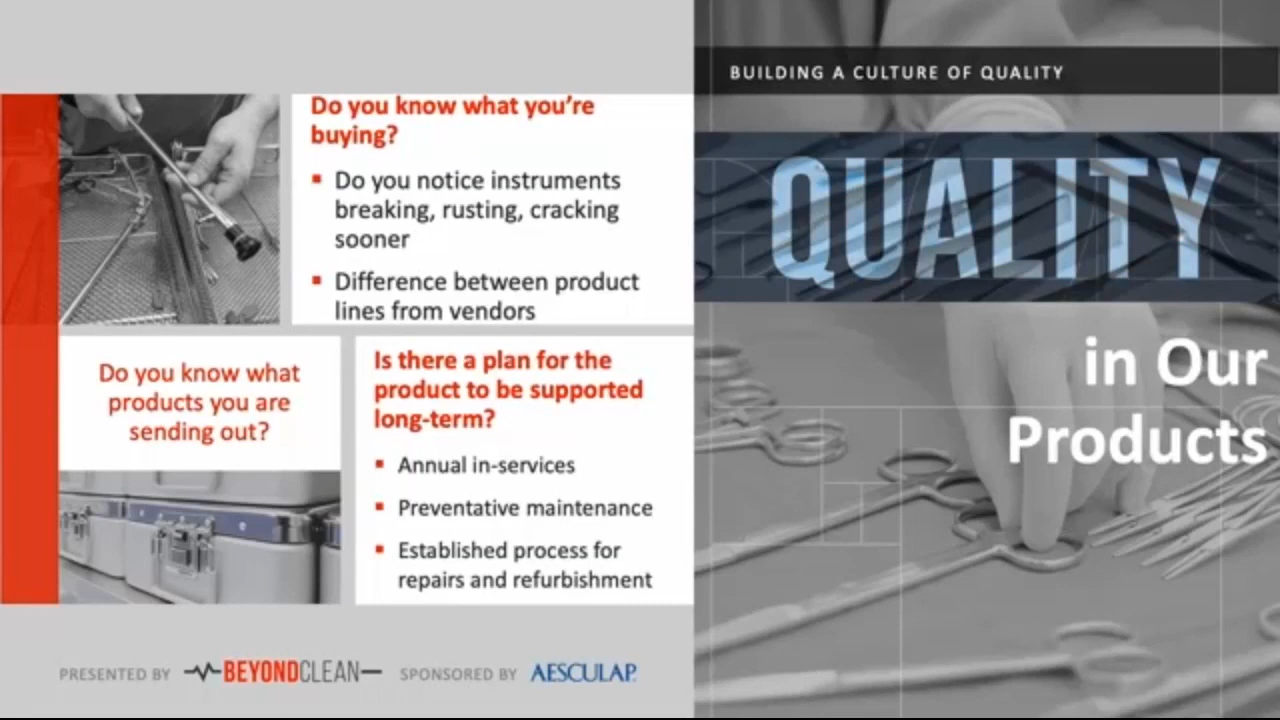 Do you know what you're
buying?
▪ Do you notice instruments
breaking, rusting, cracking
sooner
▪ Difference between product
lines from vendors
Do you know what
products you are
sending out?
Is there a plan for the
product to be supported
long-term?
▪ Annual in-services
▪ Preventative maintenance
▪ Established process for
repairs and refurbishment
PRESENTED BY BEYONDCLEAN SPONSORED BY AESCULAP
BUILDING A CULTURE OF QUALITY
QUALITY
in Our
Products